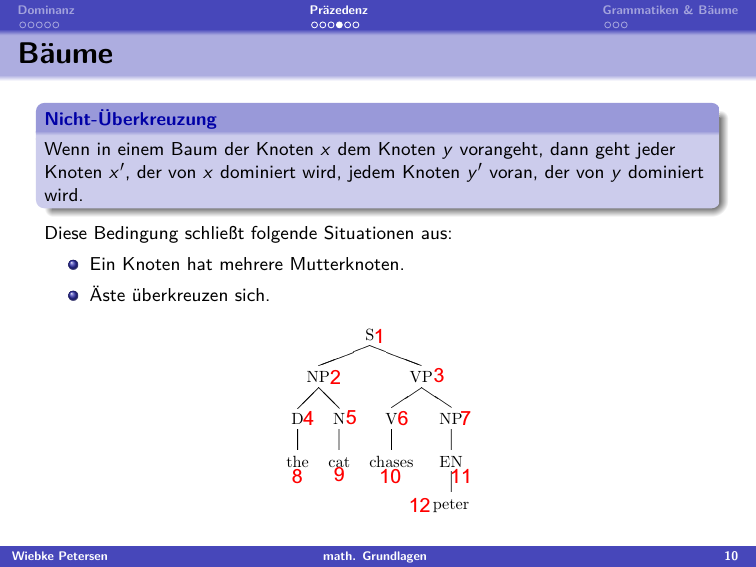 Dominanz Präzedenz Grammatiken & Bäume
Bäume
Nicht-Überkreuzung
Wenn in einem Baum der Knoten x dem Knoten y vorangeht, dann geht jeder
Knoten x′, der von x dominiert wird, jedem Knoten y′ voran, der von y dominiert
wird.
Diese Bedingung schließt folgende Situationen aus:
Ein Knoten hat mehrere Mutterknoten.
Äste überkreuzen sich.
S1
NP2 VP3
D4 N5 V6 NP7
the cat chases EN
8 9 10 11
12 peter
Wiebke Petersen math. Grundlagen 10